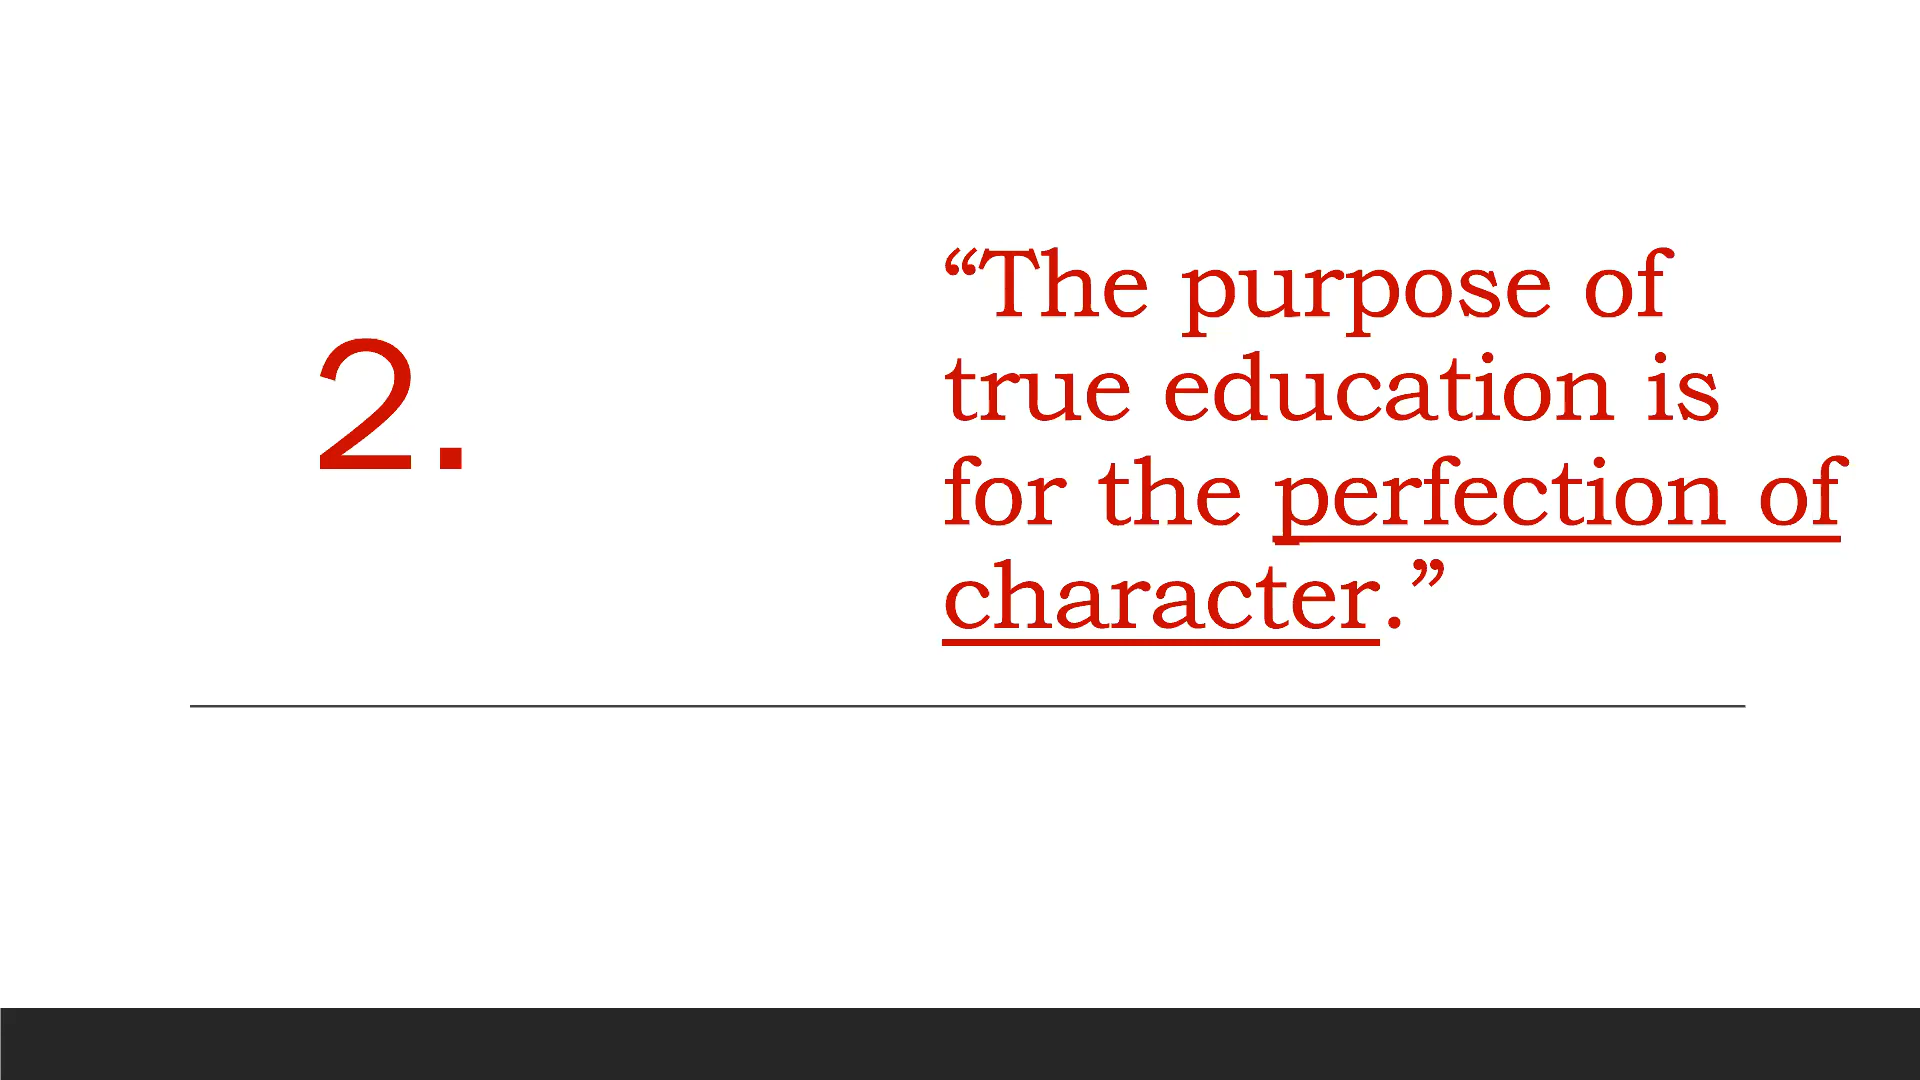 2.
“The purpose of
true education is
for the perfection of
character.”